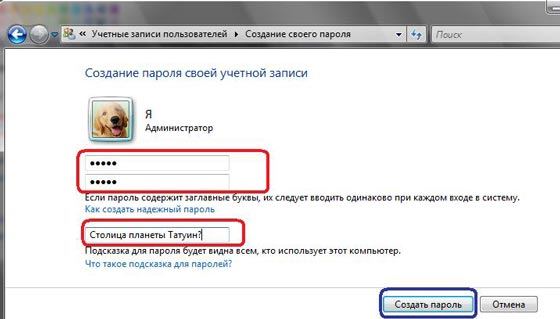 « Учетные записи пользователей ▸ Создание своего пароля Поиск
Создание пароля своей учетной записи
Я
Администратор
•••••
•••••
Если пароль содержит заглавные буквы, их следует вводить одинаково при каждом входе в систему.
Как создать надежный пароль
Столица планеты Татуин?
Подсказка для пароля будет видна всем, кто использует этот компьютер.
Что такое подсказка для паролей?
Создать пароль Отмена